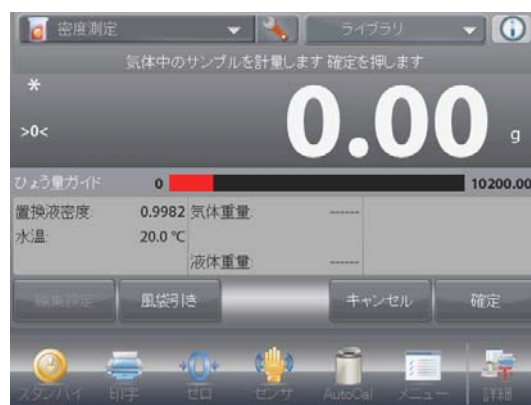 密度測定 ライブラリ
気体中のサンプルを計量します 確定を押します
*
>0<
0.00 g
ひょう量ガイド 0 10200.00
置換液密度: 0.9982 気体重量: ------
水温: 20.0 ℃
液体重量: ------
編集設定 風袋引き キャンセル 確定
スタンバイ 印字 ゼロ センサ AutoCal メニュー 詳細